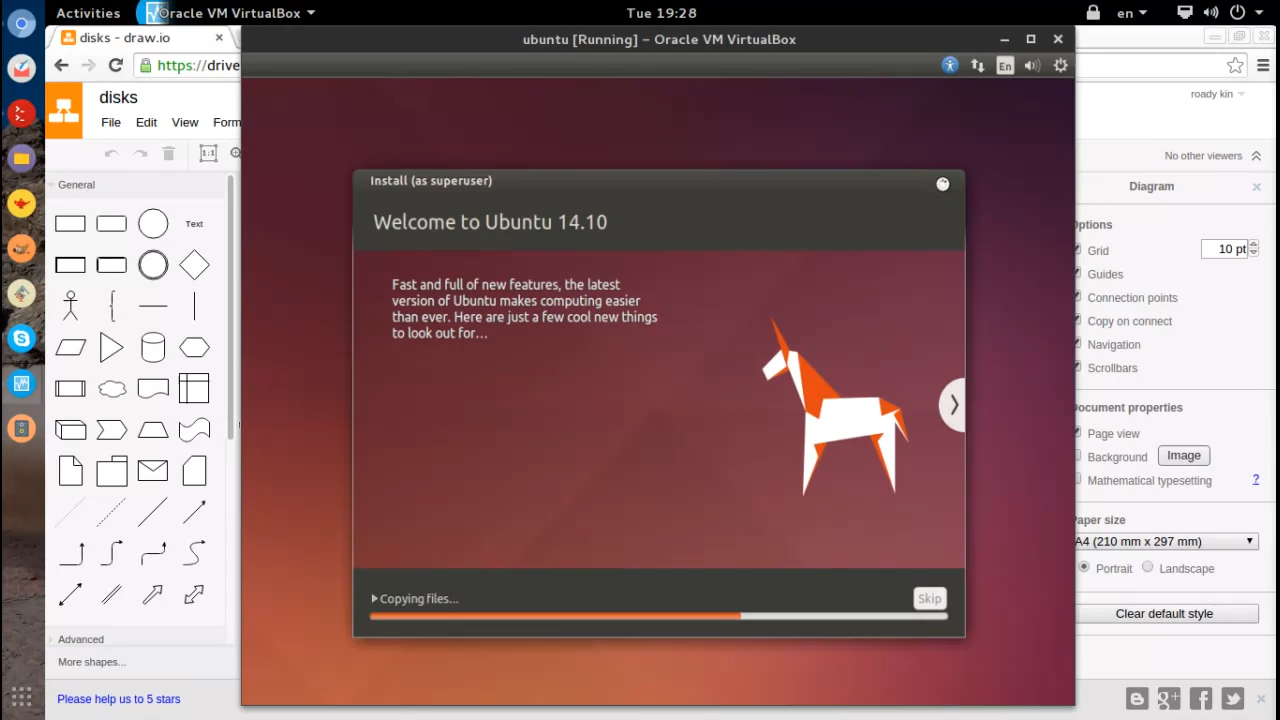 Activities
Oracle VM VirtualBox
Tue 19:28
en
disks - draw.io
https://drive
disks
File Edit View Form
1:1
General
Text
Advanced
More shapes...
Please help us to 5 stars
ubuntu [Running] – Oracle VM VirtualBox
En
Install (as superuser)
Welcome to Ubuntu 14.10
Fast and full of new features, the latest
version of Ubuntu makes computing easier
than ever. Here are just a few cool new things
to look out for…
Copying files...
Skip
roady kin
No other viewers
Diagram
Options
Grid 10 pt
Guides
Connection points
Copy on connect
Navigation
Scrollbars
Document properties
Page view
Background Image
Mathematical typesetting ?
Paper size
A4 (210 mm x 297 mm)
Portrait Landscape
Clear default style